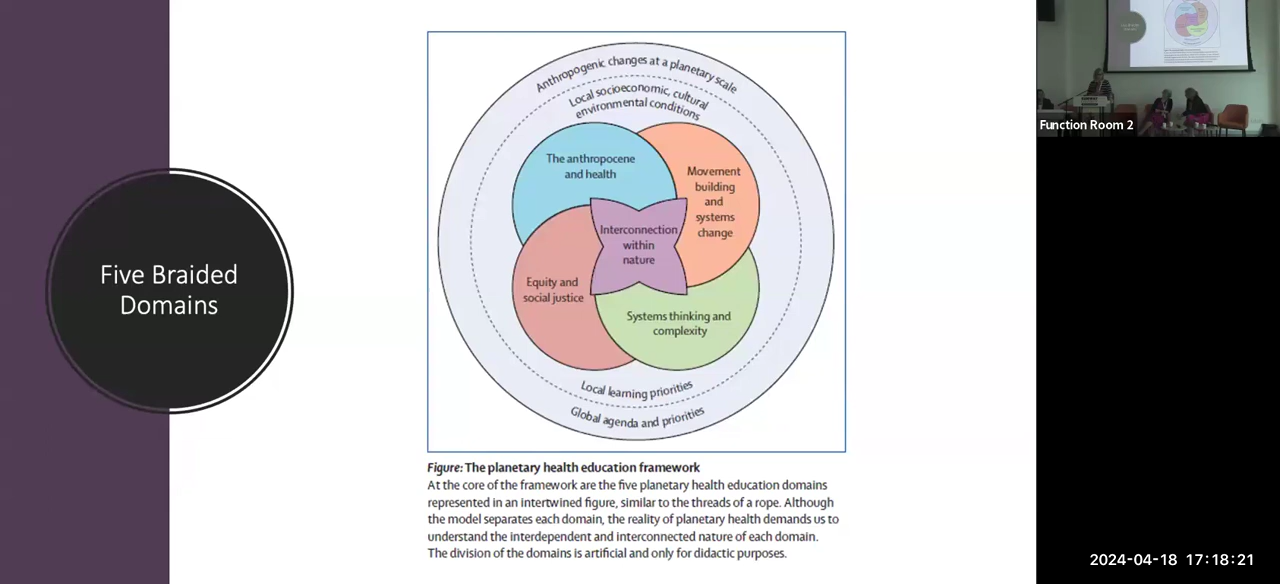 Five Braided
Domains
Anthropogenic changes at a planetary scale
Local socioeconomic, cultural
environmental conditions
The anthropocene
and health
Movement
building
and
systems
change
Interconnection
within
nature
Equity and
social justice
Systems thinking and
complexity
Local learning priorities
Global agenda and priorities
Figure: The planetary health education framework
At the core of the framework are the five planetary health education domains
represented in an intertwined figure, similar to the threads of a rope. Although
the model separates each domain, the reality of planetary health demands us to
understand the interdependent and interconnected nature of each domain.
The division of the domains is artificial and only for didactic purposes.
Function Room 2
2024-04-18 17:18:21